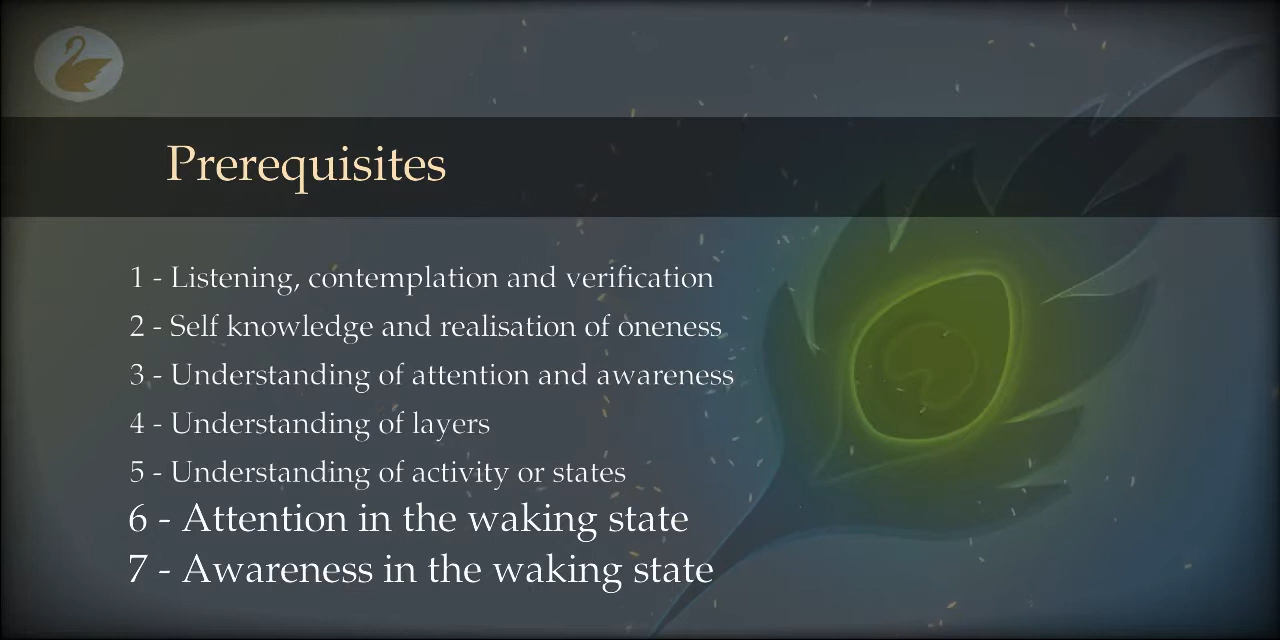 Prerequisites
1 - Listening, contemplation and verification
2 - Self knowledge and realisation of oneness
3 - Understanding of attention and awareness
4 - Understanding of layers
5 - Understanding of activity or states
6 - Attention in the waking state
7 - Awareness in the waking state